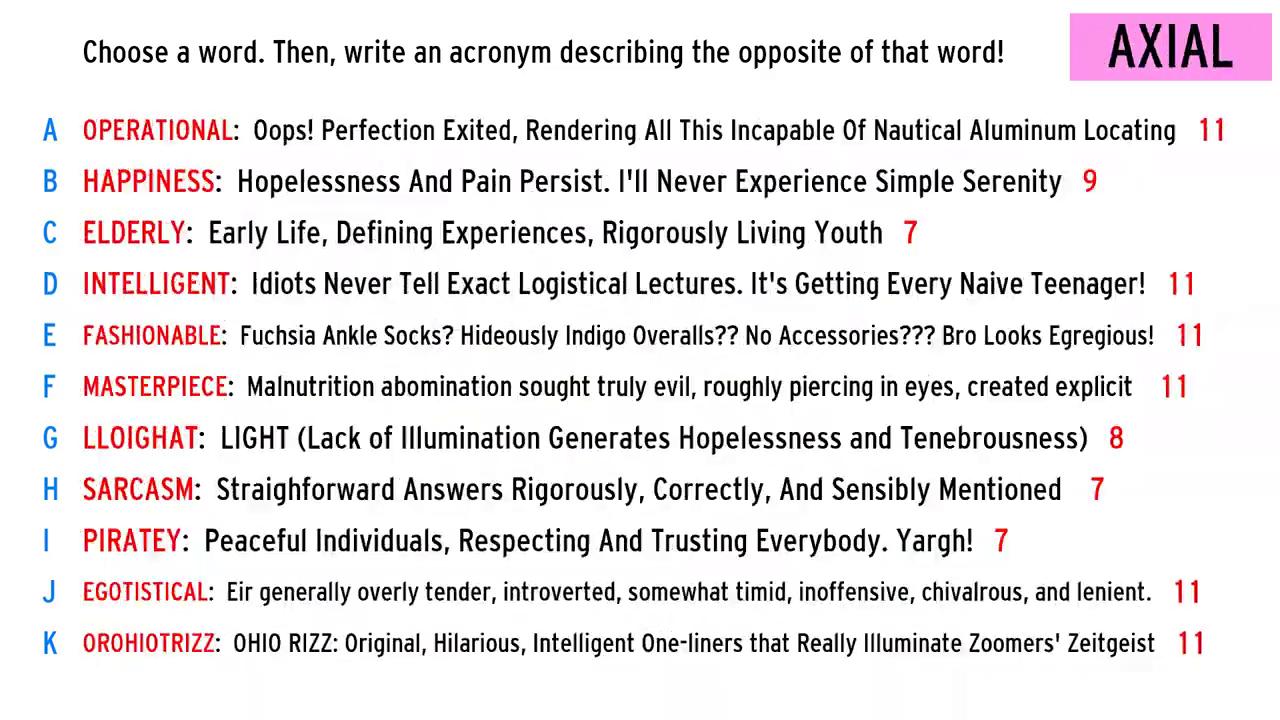 Choose a word. Then, write an acronym describing the opposite of that word!
AXIAL
A OPERATIONAL: Oops! Perfection Exited, Rendering All This Incapable Of Nautical Aluminum Locating 11
B HAPPINESS: Hopelessness And Pain Persist. I'll Never Experience Simple Serenity 9
C ELDERLY: Early Life, Defining Experiences, Rigorously Living Youth 7
D INTELLIGENT: Idiots Never Tell Exact Logistical Lectures. It's Getting Every Naive Teenager! 11
E FASHIONABLE: Fuchsia Ankle Socks? Hideously Indigo Overalls?? No Accessories??? Bro Looks Egregious! 11
F MASTERPIECE: Malnutrition abomination sought truly evil, roughly piercing in eyes, created explicit 11
G LLOIGHAT: LIGHT (Lack of Illumination Generates Hopelessness and Tenebrousness) 8
H SARCASM: Straighforward Answers Rigorously, Correctly, And Sensibly Mentioned 7
I PIRATEY: Peaceful Individuals, Respecting And Trusting Everybody. Yargh! 7
J EGOTISTICAL: Eir generally overly tender, introverted, somewhat timid, inoffensive, chivalrous, and lenient. 11
K OROHIOTRIZZ: OHIO RIZZ: Original, Hilarious, Intelligent One-liners that Really Illuminate Zoomers' Zeitgeist 11